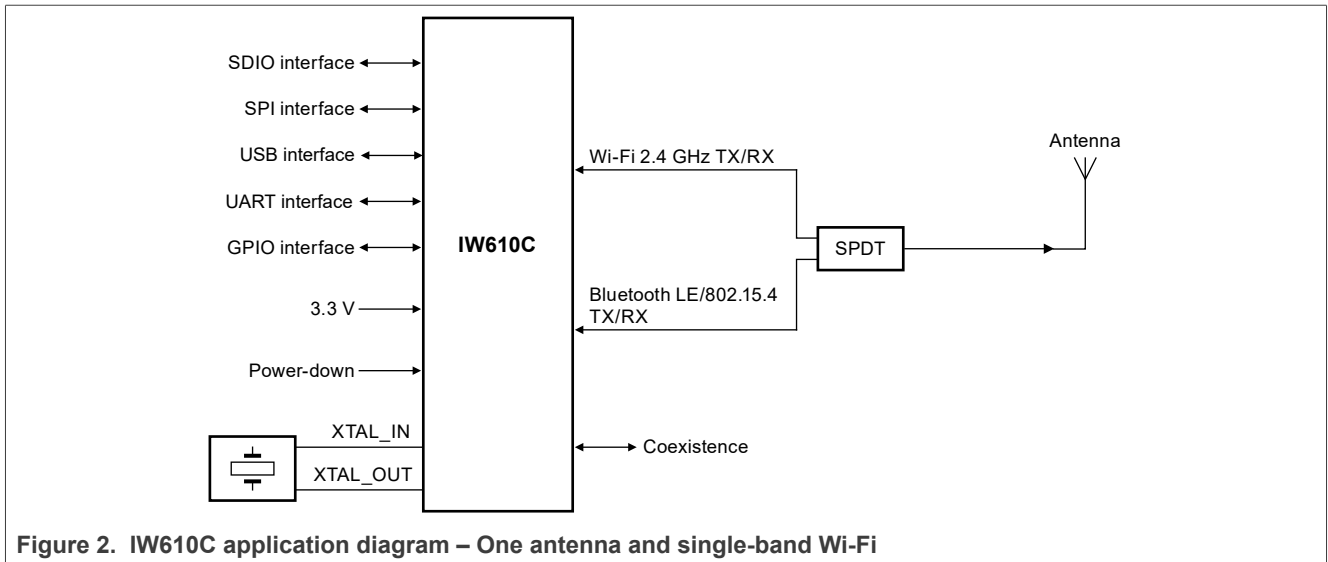 SDIO interface
SPI interface
USB interface
UART interface
GPIO interface
3.3 V
Power-down
XTAL_IN
XTAL_OUT
IW610C
Wi-Fi 2.4 GHz TX/RX
Bluetooth LE/802.15.4
TX/RX
Coexistence
SPDT
Antenna
Figure 2. IW610C application diagram – One antenna and single-band Wi-Fi